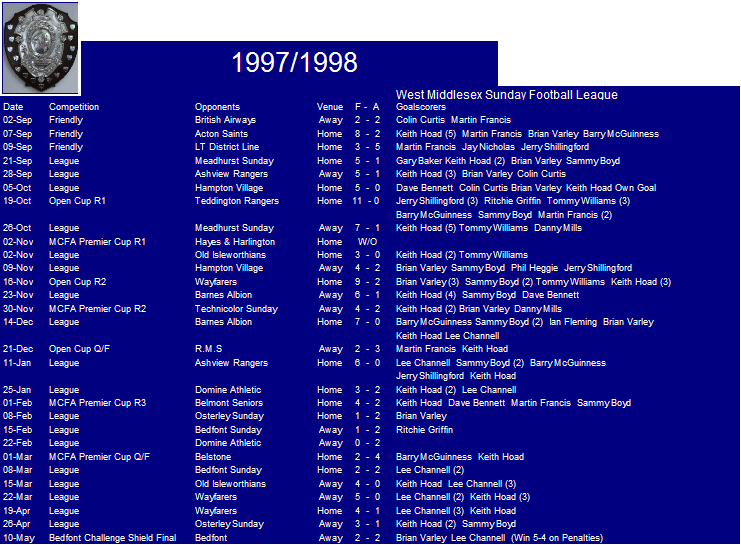 1997/1998
West Middlesex Sunday Football League
Date Competition Opponents Venue F - A Goalscorers
02-Sep Friendly British Airways Away 2 - 2 Colin Curtis Martin Francis
07-Sep Friendly Acton Saints Home 8 - 2 Keith Hoad (5) Martin Francis Brian Varley Barry McGuinness
09-Sep Friendly LT District Line Home 3 - 5 Martin Francis Jay Nicholas Jerry Shillingford
21-Sep League Meadhurst Sunday Home 5 - 1 Gary Baker Keith Hoad (2) Brian Varley Sammy Boyd
28-Sep League Ashview Rangers Away 5 - 1 Keith Hoad (3) Brian Varley Colin Curtis
05-Oct League Hampton Village Home 5 - 0 Dave Bennett Colin Curtis Brian Varley Keith Hoad Own Goal
19-Oct Open Cup R1 Teddington Rangers Home 11 - 0 Jerry Shillingford (3) Ritchie Griffin Tommy Williams (3)
Barry McGuinness Sammy Boyd Martin Francis (2)
26-Oct League Meadhurst Sunday Away 7 - 1 Keith Hoad (5) Tommy Williams Danny Mills
02-Nov MCFA Premier Cup R1 Hayes & Harlington Home W/O
02-Nov League Old Isleworthians Home 3 - 0 Keith Hoad (2) Tommy Williams
09-Nov League Hampton Village Away 4 - 2 Brian Varley Sammy Boyd Phil Heggie Jerry Shillingford
16-Nov Open Cup R2 Wayfarers Home 9 - 2 Brian Varley (3) Sammy Boyd (2) Tommy Williams Keith Hoad (3)
23-Nov League Barnes Albion Away 6 - 1 Keith Hoad (4) Sammy Boyd Dave Bennett
30-Nov MCFA Premier Cup R2 Technicolor Sunday Away 4 - 2 Keith Hoad (2) Brian Varley Danny Mills
14-Dec League Barnes Albion Home 7 - 0 Barry McGuinness Sammy Boyd (2) Ian Fleming Brian Varley
Keith Hoad Lee Channell
21-Dec Open Cup Q/F R.M.S Away 2 - 3 Martin Francis Keith Hoad
11-Jan League Ashview Rangers Home 6 - 0 Lee Channell Sammy Boyd (2) Barry McGuinness
Jerry Shillingford Keith Hoad
25-Jan League Domine Athletic Home 3 - 2 Keith Hoad (2) Lee Channell
01-Feb MCFA Premier Cup R3 Belmont Seniors Home 4 - 2 Keith Hoad Dave Bennett Martin Francis Sammy Boyd
08-Feb League Osterley Sunday Home 1 - 2 Brian Varley
15-Feb League Bedfont Sunday Away 1 - 2 Ritchie Griffin
22-Feb League Domine Athletic Away 0 - 2
01-Mar MCFA Premier Cup Q/F Belstone Home 2 - 4 Barry McGuinness Keith Hoad
08-Mar League Bedfont Sunday Home 2 - 2 Lee Channell (2)
15-Mar League Old Isleworthians Away 4 - 0 Keith Hoad Lee Channell (3)
22-Mar League Wayfarers Away 5 - 0 Lee Channell (2) Keith Hoad (3)
19-Apr League Wayfarers Home 4 - 1 Lee Channell (3) Keith Hoad
26-Apr League Osterley Sunday Away 3 - 1 Keith Hoad (2) Sammy Boyd
10-May Bedfont Challenge Shield Final Bedfont Away 2 - 2 Brian Varley Lee Channell (Win 5-4 on Penalties)